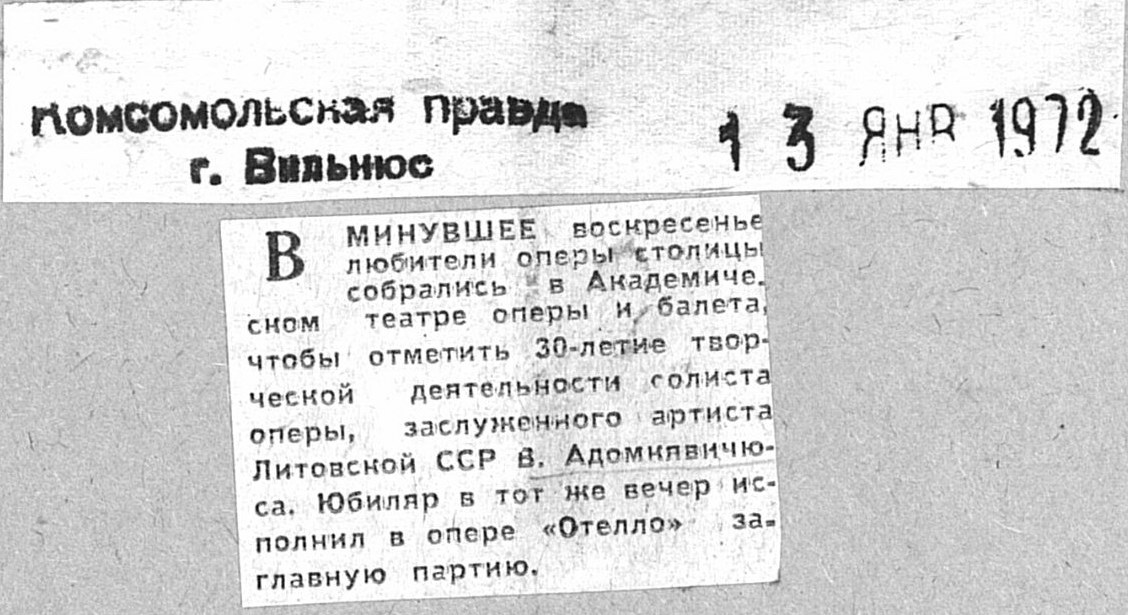 Комсомольская правда
г. Вильнюс
13 ЯНВ 1972
В МИНУВШЕЕ воскресенье
любители оперы столицы
собрались в Академиче-
ском театре оперы и балета,
чтобы отметить 30-летие твор-
ческой деятельности солиста
оперы, заслуженного артиста
Литовской ССР В. Адомкявичю-
са. Юбиляр в тот же вечер ис-
полнил в опере «Отелло» за-
главную партию.